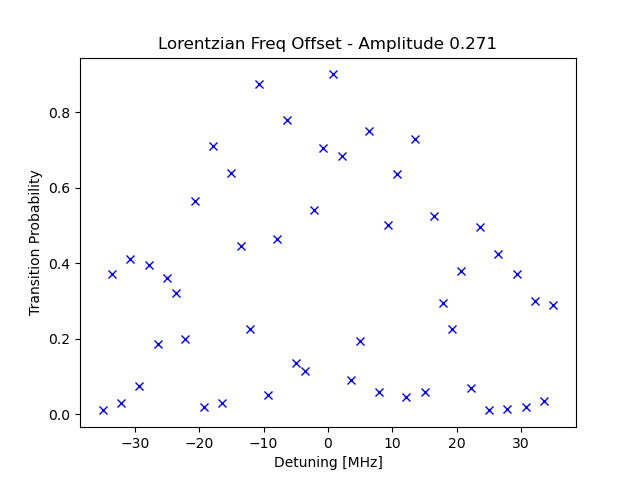 Lorentzian Freq Offset - Amplitude 0.271
Transition Probability
0.8
0.6
0.4
0.2
0.0
−30 −20 −10 0 10 20 30
Detuning [MHz]